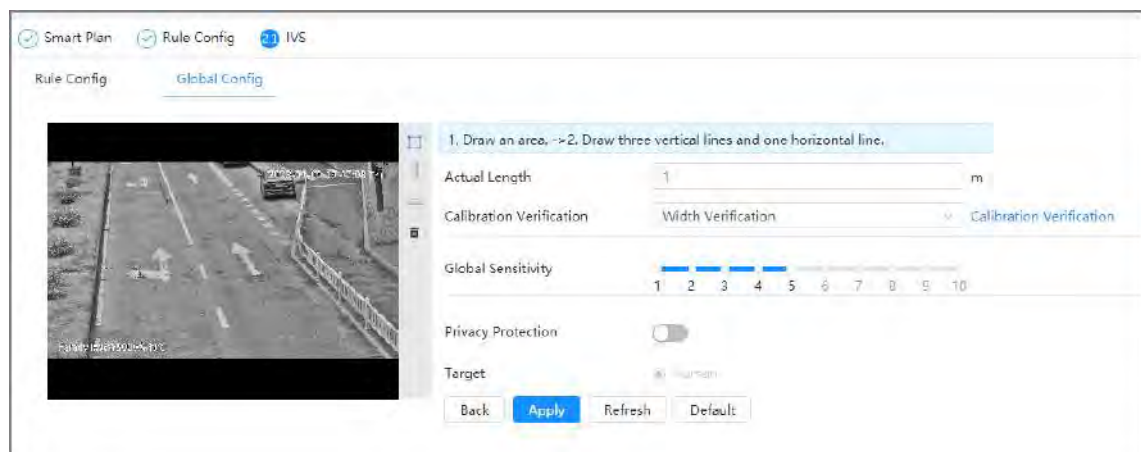 Smart Plan Rule Config 2.1 IVS
Rule Config Global Config
1. Draw an area. ->2. Draw three vertical lines and one horizontal line.
Actual Length 1 m
Calibration Verification Width Verification Calibration Verification
Global Sensitivity
1 2 3 4 5 6 7 8 9 10
Privacy Protection
Target Human
Back Apply Refresh Default